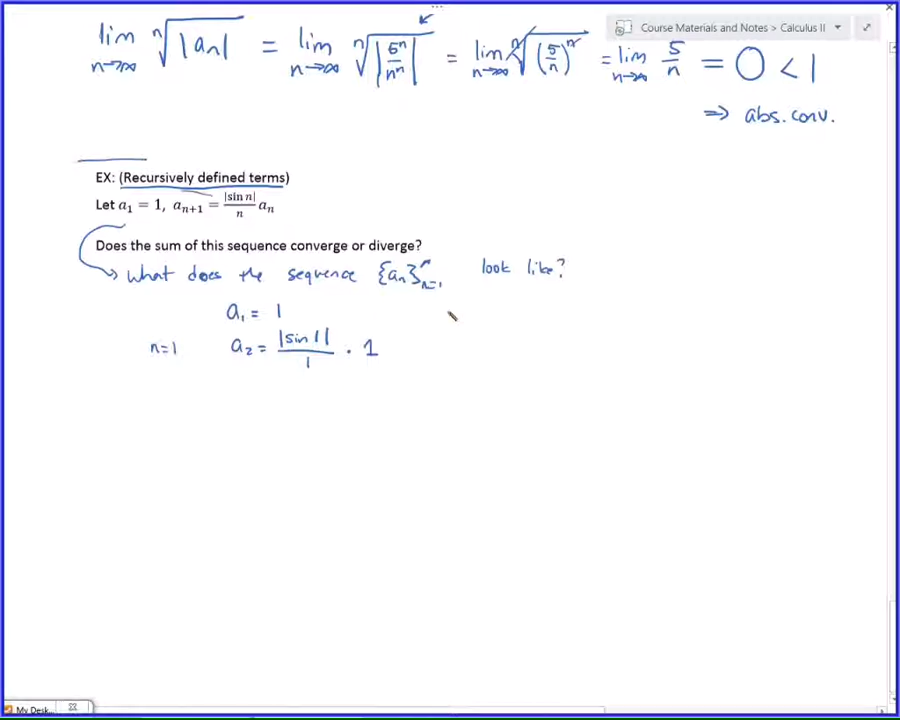 Course Materials and Notes > Calculus II
lim n→∞ ⁿ√|aₙ| = lim n→∞ ⁿ√|5ⁿ/nⁿ| = lim n→∞ ⁿ√(5/n)ⁿ = lim n→∞ 5/n = 0 < 1
⇒ abs. conv.
EX: (Recursively defined terms)
Let a₁ = 1, aₙ₊₁ = |sin n|/n aₙ
Does the sum of this sequence converge or diverge?
What does the sequence {aₙ}ₙ₌₁ look like?
a₁ = 1
n=1 a₂ = |sin 1|/1 · 1
My Desk...